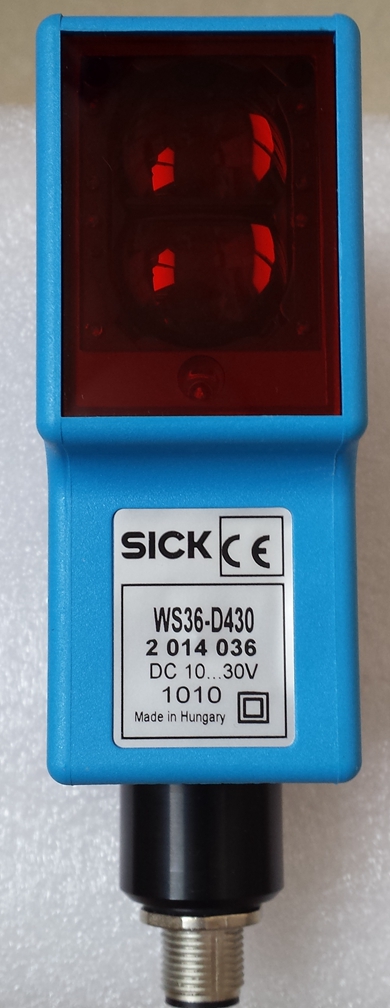 SICK CE
WS36-D430
2 014 036
DC 10...30V
1010
Made in Hungary